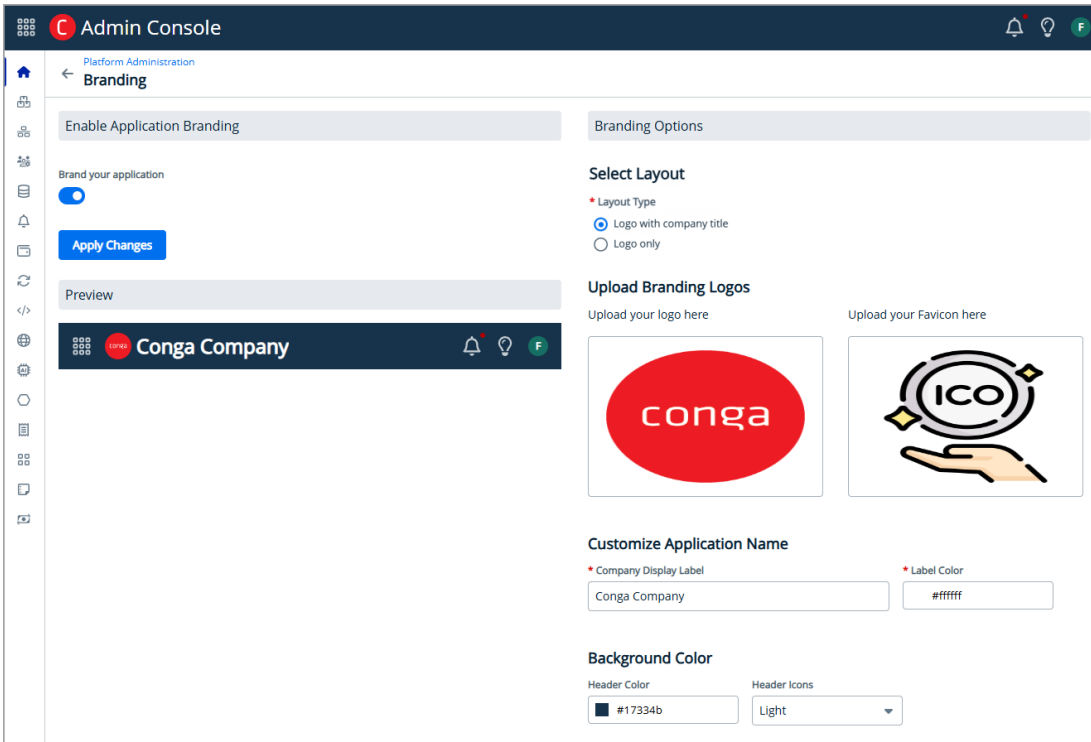 C Admin Console
F
Platform Administration
Branding
Enable Application Branding
Brand your application
Apply Changes
Preview
conga Conga Company
F
Branding Options
Select Layout
* Layout Type
Logo with company title
Logo only
Upload Branding Logos
Upload your logo here
Upload your Favicon here
conga
ICO
Customize Application Name
* Company Display Label
* Label Color
Conga Company
#ffffff
Background Color
Header Color
Header Icons
#17334b
Light